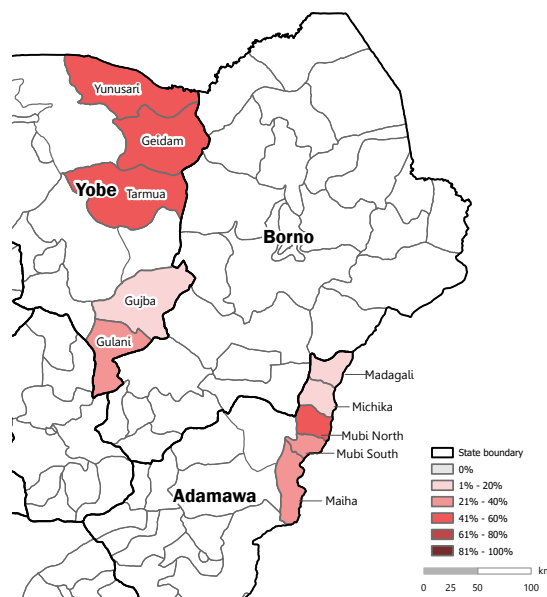 Yunusari
Geidam
Yobe
Tarmua
Borno
Gujba
Gulani
Madagali
Michika
Mubi North
Mubi South
Adamawa
Maiha
State boundary
0%
1% - 20%
21% - 40%
41% - 60%
61% - 80%
81% - 100%
km
0 25 50 100